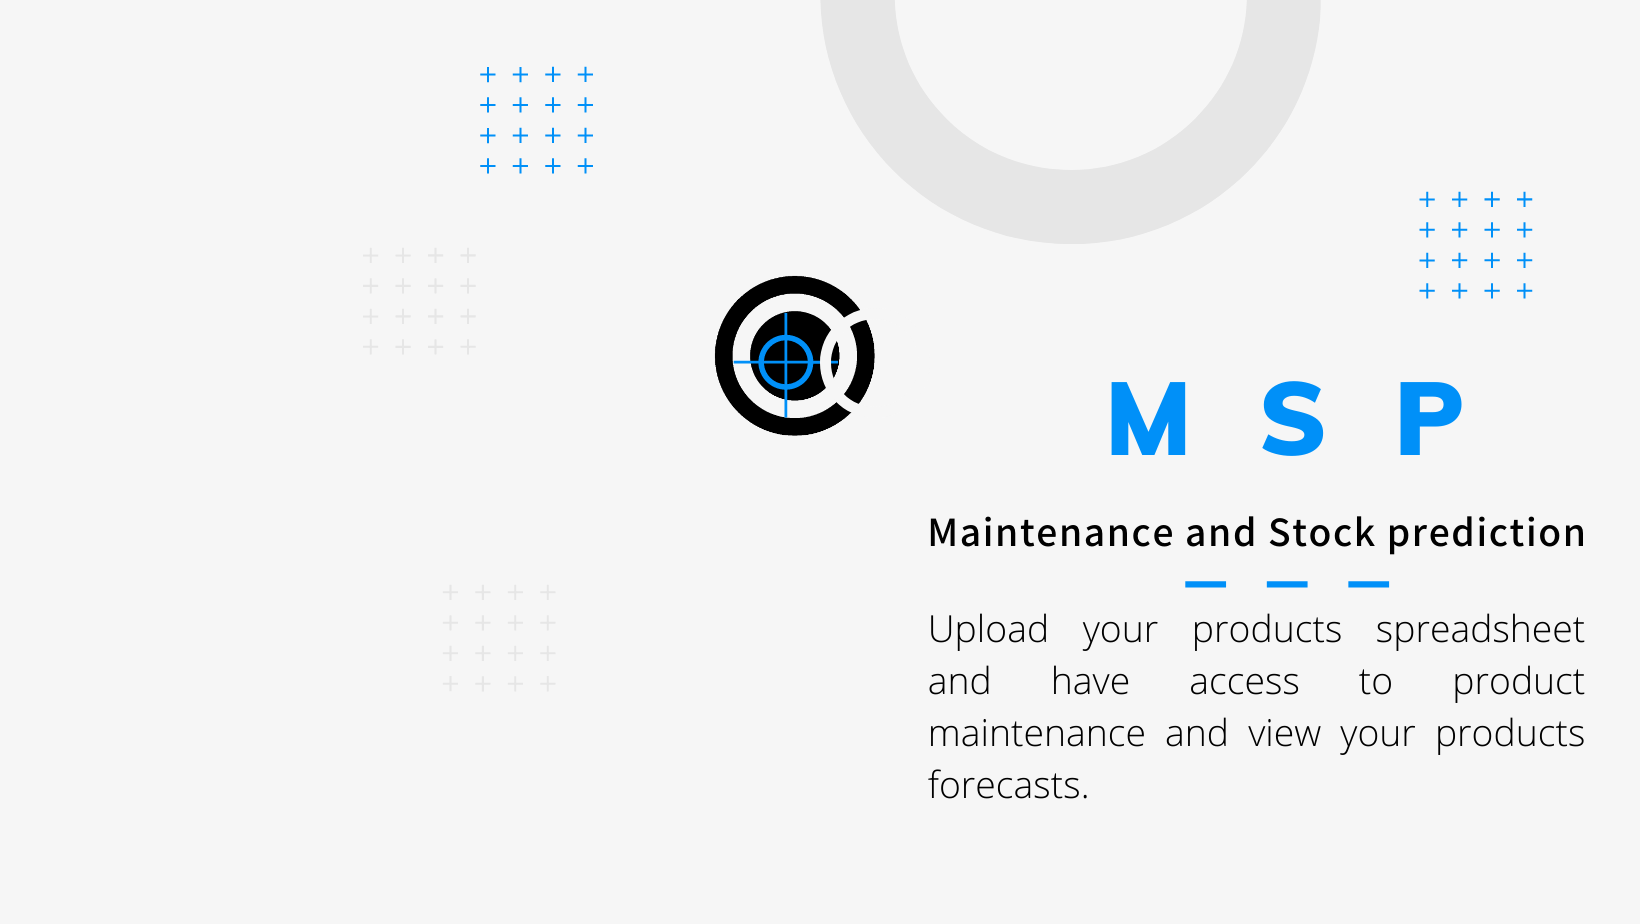 M S P
Maintenance and Stock prediction
Upload your products spreadsheet
and have access to product
maintenance and view your products
forecasts.